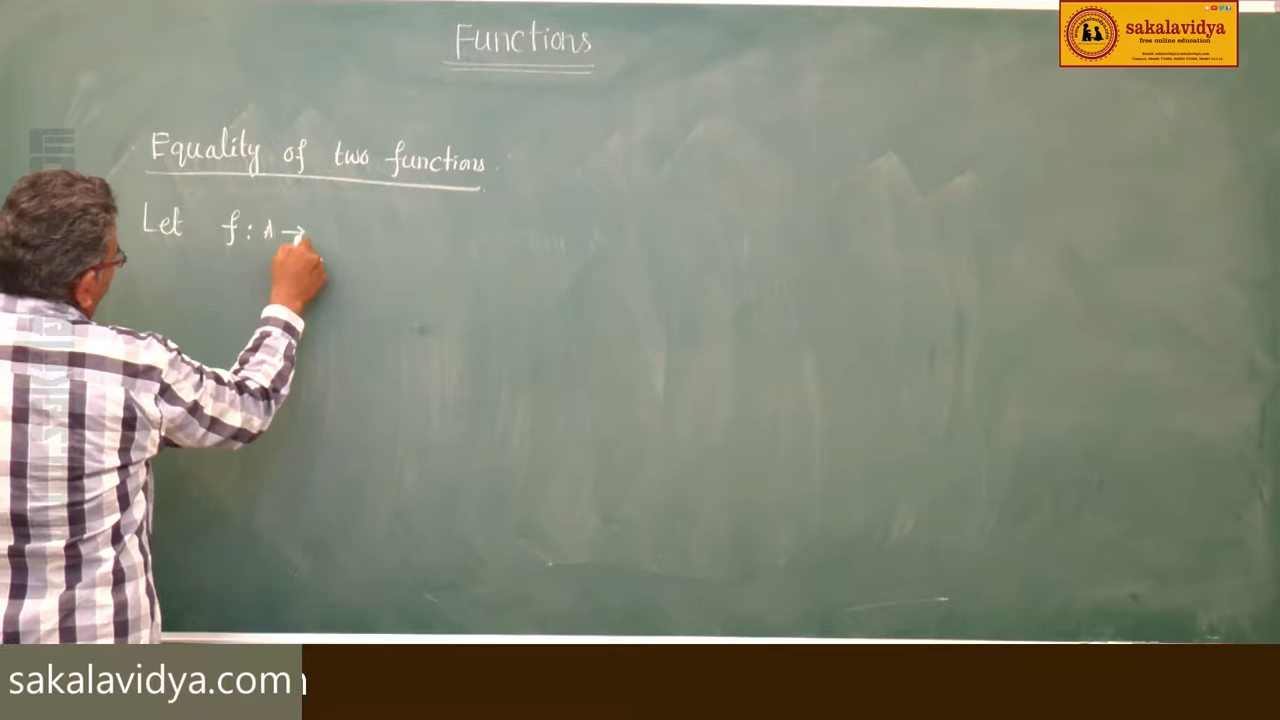 Functions
sakalavidya
free online education
Equality of two functions.
Let f : A →
sakalavidya.com